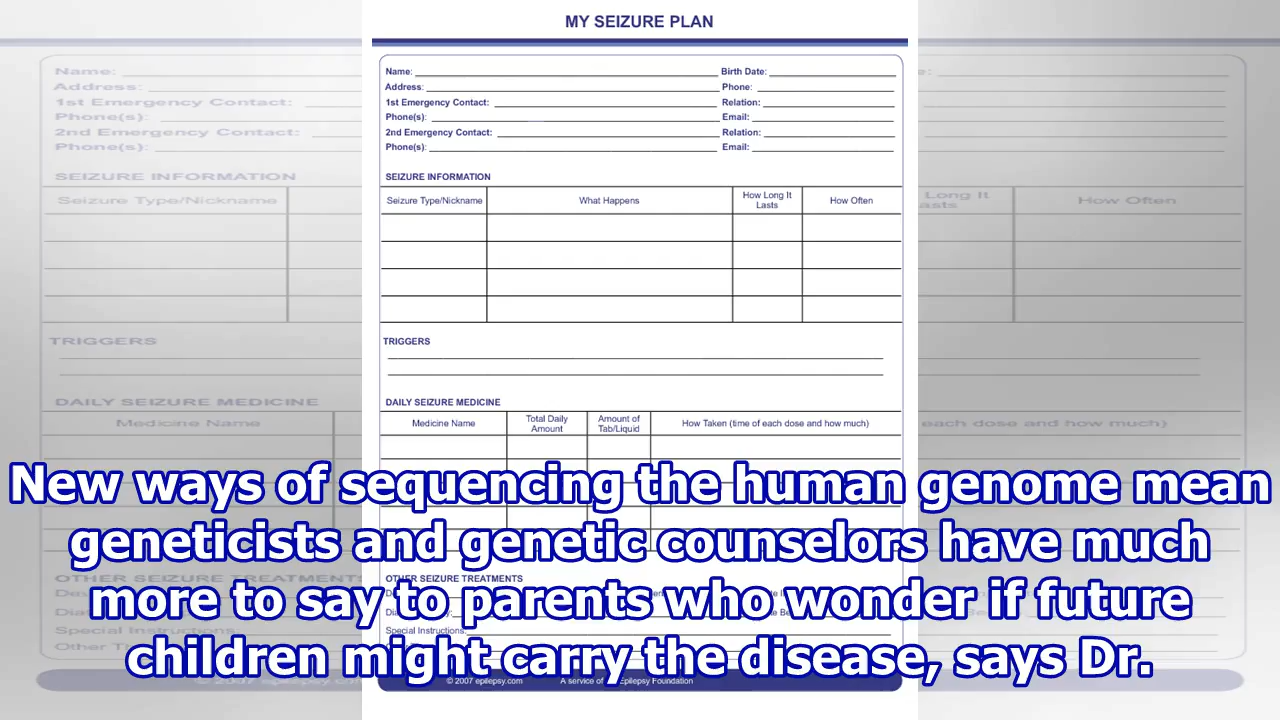 MY SEIZURE PLAN
Name: Birth Date:
Address: Phone:
1st Emergency Contact: Relation:
Phone(s): Email:
2nd Emergency Contact: Relation:
Phone(s): Email:
SEIZURE INFORMATION
Seizure Type/Nickname What Happens How Long It Lasts How Often
TRIGGERS
DAILY SEIZURE MEDICINE
Medicine Name Total Daily Amount Amount of Tab/Liquid How Taken (time of each dose and how much)
New ways of sequencing the human genome mean
geneticists and genetic counselors have much
OTHER SEIZURE TREATMENTS
more to say to parents who wonder if future
Special Instructions:
children might carry the disease, says Dr.
© 2007 epilepsy.com A service of Epilepsy Foundation